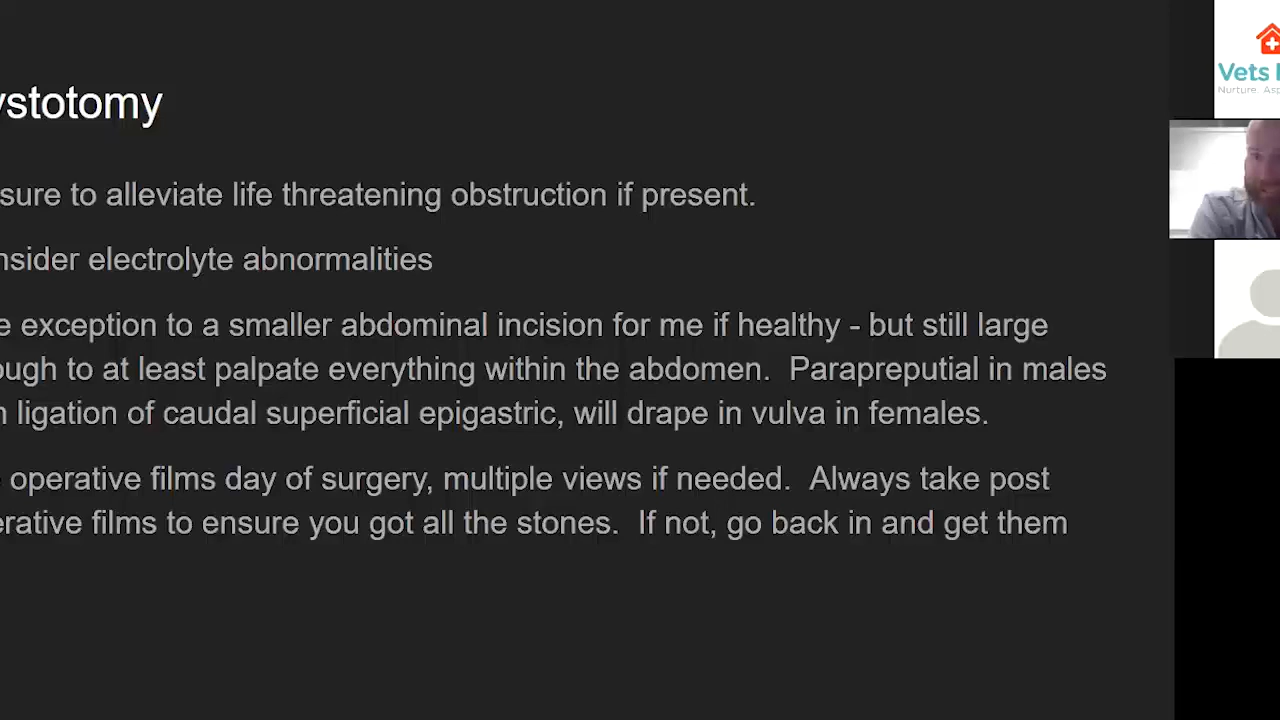 ystotomy
sure to alleviate life threatening obstruction if present.
nsider electrolyte abnormalities
e exception to a smaller abdominal incision for me if healthy - but still large
ough to at least palpate everything within the abdomen.  Parapreputial in males
h ligation of caudal superficial epigastric, will drape in vulva in females.
e operative films day of surgery, multiple views if needed.  Always take post
erative films to ensure you got all the stones.  If not, go back in and get them
Vets
Nurture. Asp